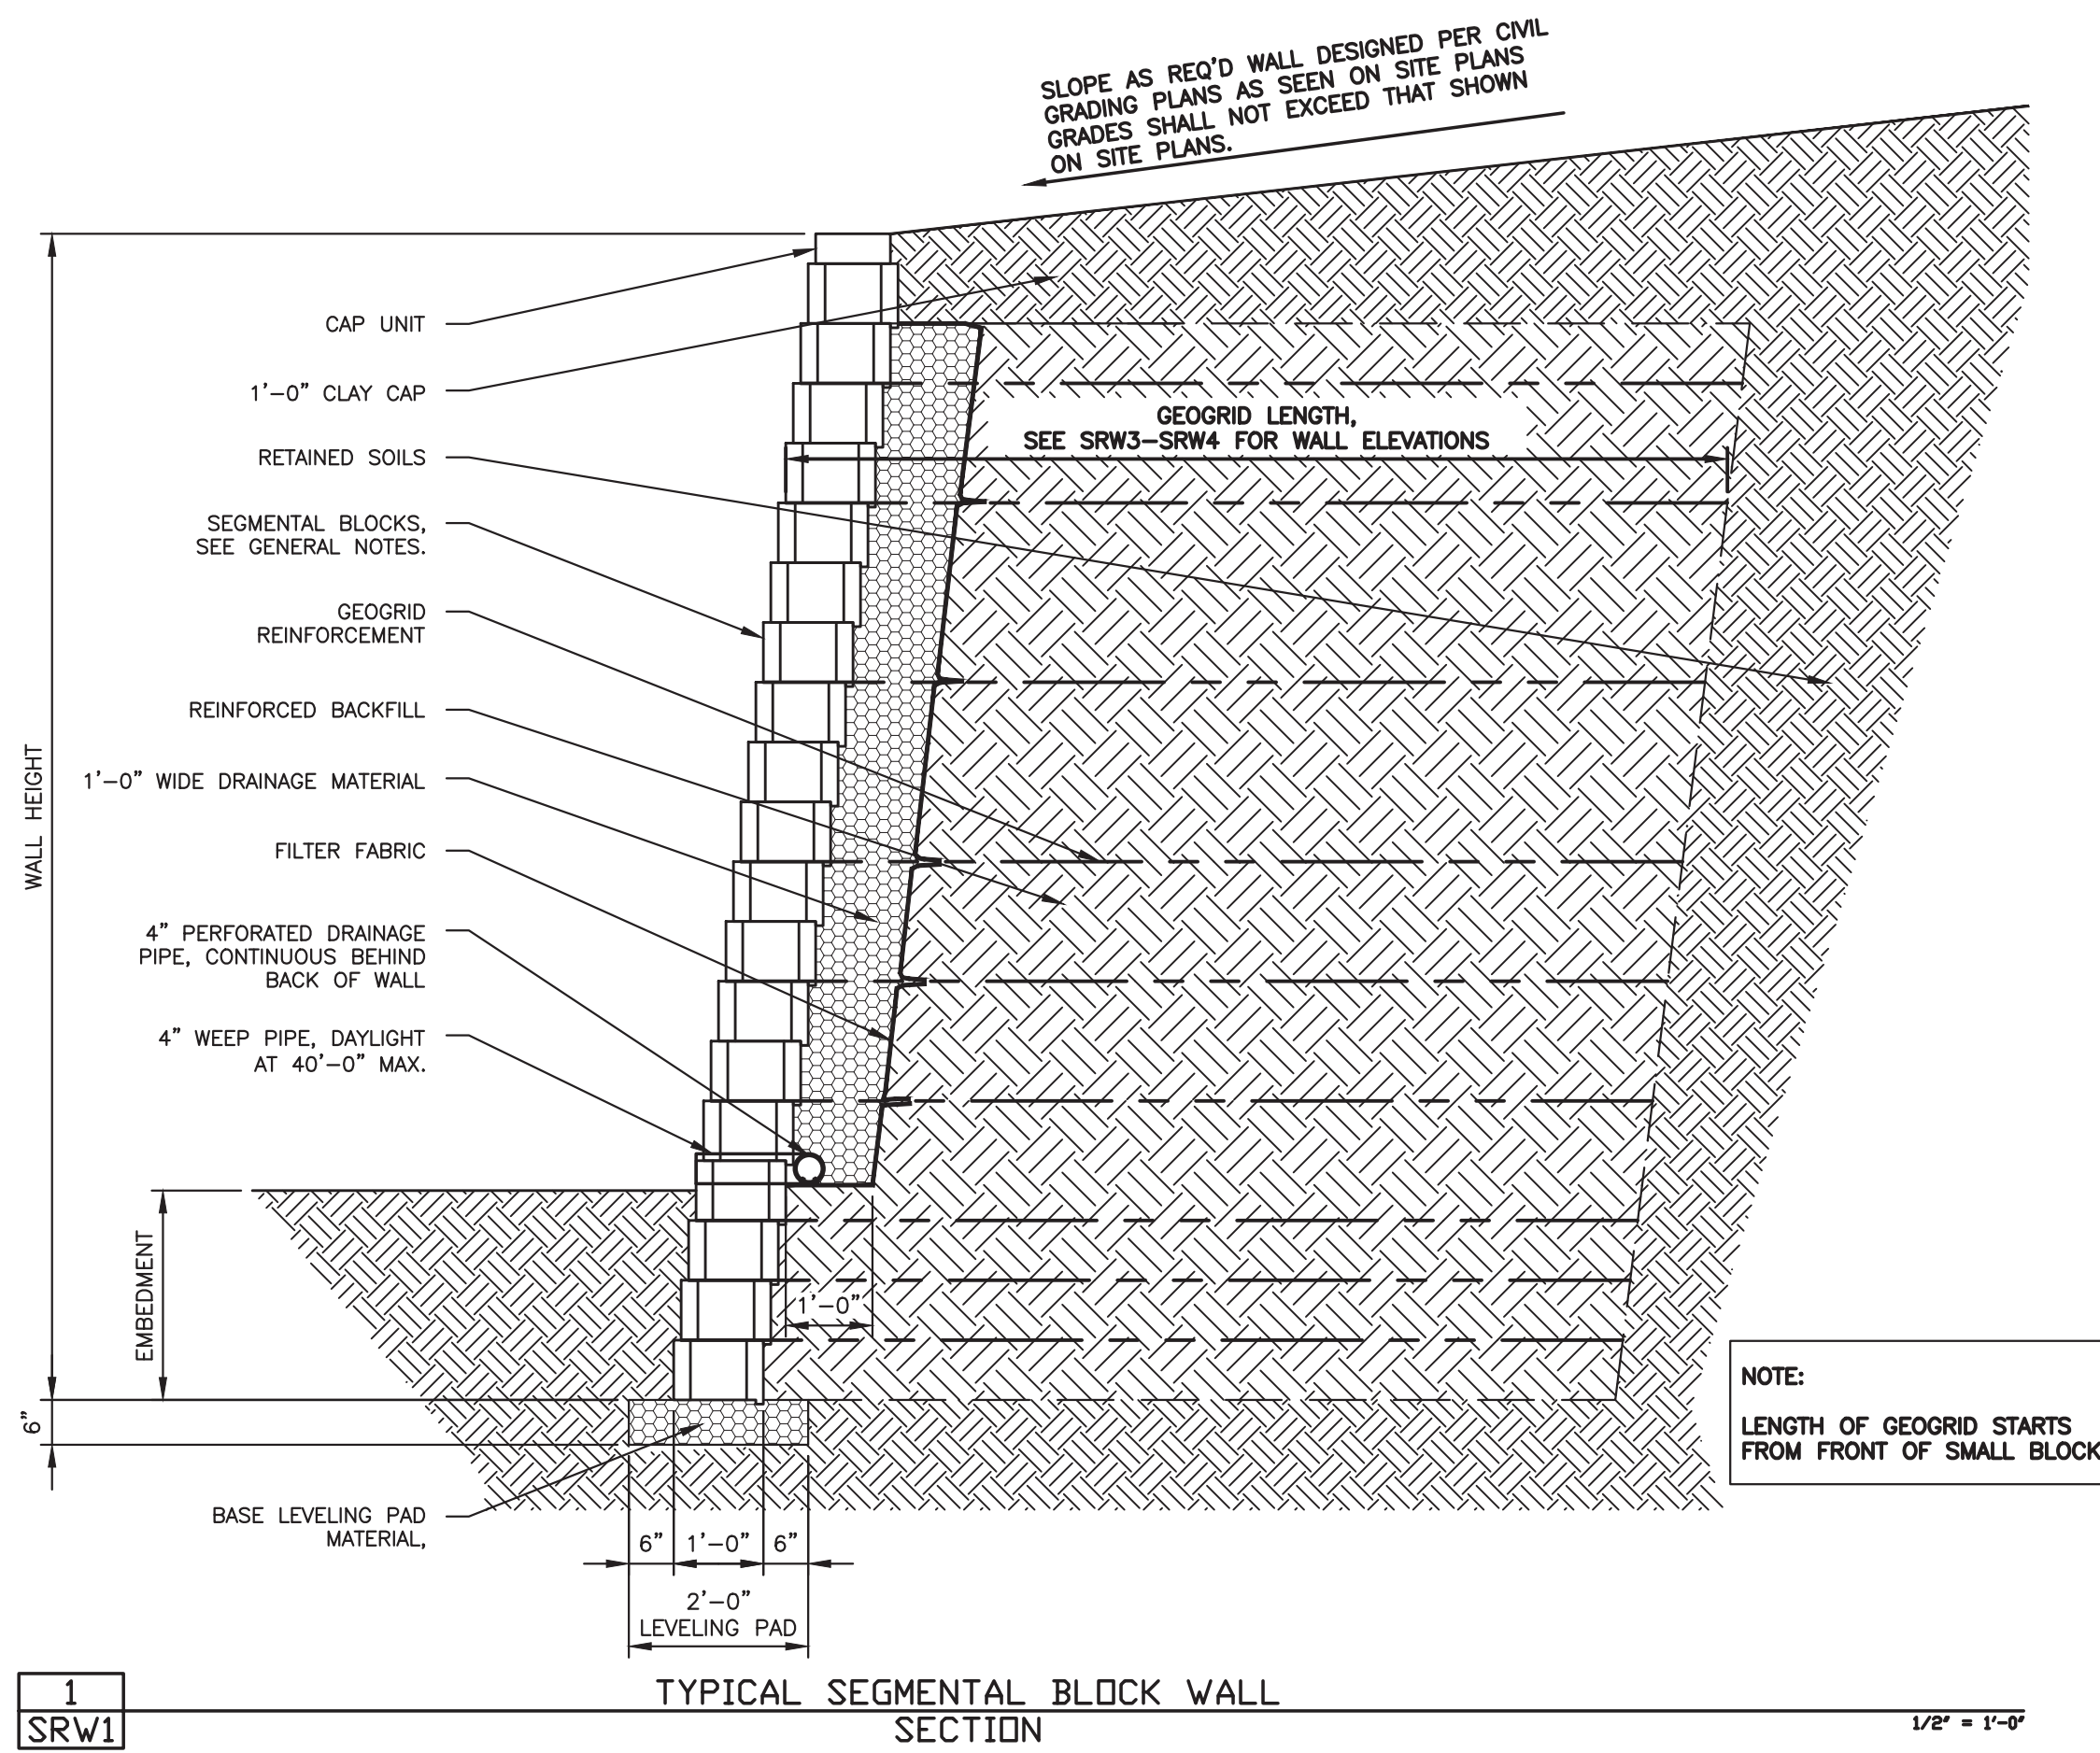 SLOPE AS REQ'D WALL DESIGNED PER CIVIL
GRADING PLANS AS SEEN ON SITE PLANS
GRADES SHALL NOT EXCEED THAT SHOWN
ON SITE PLANS.
CAP UNIT
1'-0" CLAY CAP
GEOGRID LENGTH,
SEE SRW3-SRW4 FOR WALL ELEVATIONS
RETAINED SOILS
SEGMENTAL BLOCKS,
SEE GENERAL NOTES.
GEOGRID
REINFORCEMENT
REINFORCED BACKFILL
1'-0" WIDE DRAINAGE MATERIAL
FILTER FABRIC
4" PERFORATED DRAINAGE
PIPE, CONTINUOUS BEHIND
BACK OF WALL
4" WEEP PIPE, DAYLIGHT
AT 40'-0" MAX.
WALL HEIGHT
EMBEDMENT
1'-0"
6"
NOTE:
LENGTH OF GEOGRID STARTS
FROM FRONT OF SMALL BLOCK
BASE LEVELING PAD
MATERIAL,
6" 1'-0" 6"
2'-0"
LEVELING PAD
1
SRW1
TYPICAL SEGMENTAL BLOCK WALL
SECTION
1/2" = 1'-0"